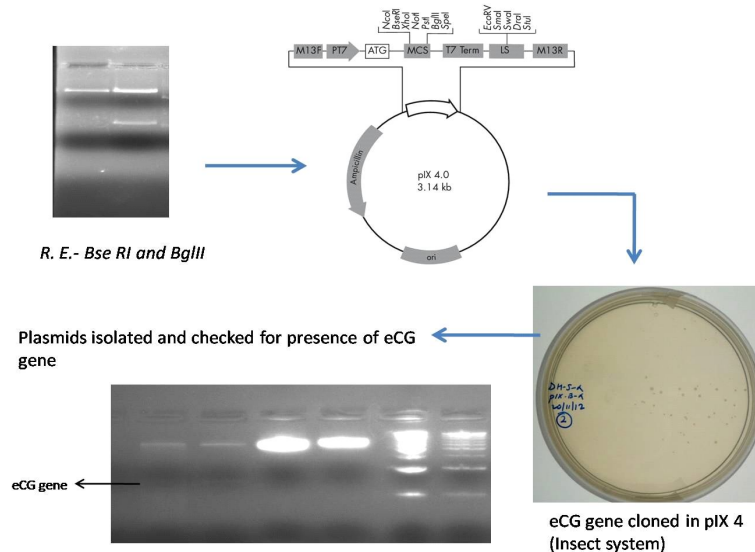 NcoI
BseRI
XhoI
NotI
PstI
BglII
SpeI
EcoRV
SmaI
SwaI
DraI
StuI
M13F PT7 ATG MCS T7 Term LS M13R
Ampicillin
pIX 4.0
3.14 kb
ori
R. E.- Bse RI and BglII
Plasmids isolated and checked for presence of eCG
gene
eCG gene
DH-5-α
pIX-B-α
20/11/12
2
eCG gene cloned in pIX 4
(Insect system)